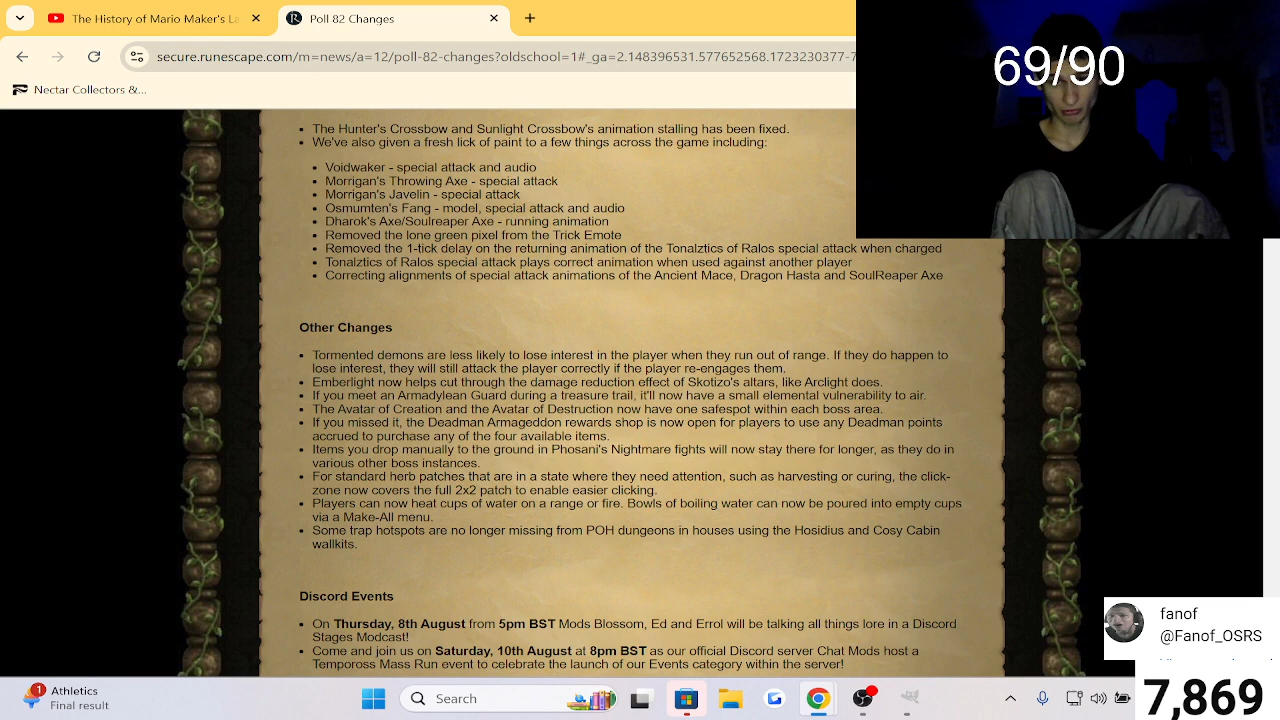 The History of Mario Maker's La
Poll 82 Changes
secure.runescape.com/m=news/a=12/poll-82-changes?oldschool=1#_ga=2.148396531.577652568.1723230377-7
Nectar Collectors &...
69/90
The Hunter's Crossbow and Sunlight Crossbow's animation stalling has been fixed.
We've also given a fresh lick of paint to a few things across the game including:
Voidwaker - special attack and audio
Morrigan's Throwing Axe - special attack
Morrigan's Javelin - special attack
Osmumten's Fang - model, special attack and audio
Dharok's Axe/Soulreaper Axe - running animation
Removed the lone green pixel from the Trick Emote
Removed the 1-tick delay on the returning animation of the Tonalztics of Ralos special attack when charged
Tonalztics of Ralos special attack plays correct animation when used against another player
Correcting alignments of special attack animations of the Ancient Mace, Dragon Hasta and SoulReaper Axe
Other Changes
Tormented demons are less likely to lose interest in the player when they run out of range. If they do happen to
lose interest, they will still attack the player correctly if the player re-engages them.
Emberlight now helps cut through the damage reduction effect of Skotizo's altars, like Arclight does.
If you meet an Armadylean Guard during a treasure trail, it'll now have a small elemental vulnerability to air.
The Avatar of Creation and the Avatar of Destruction now have one safespot within each boss area.
If you missed it, the Deadman Armageddon rewards shop is now open for players to use any Deadman points
accrued to purchase any of the four available items.
Items you drop manually to the ground in Phosani's Nightmare fights will now stay there for longer, as they do in
various other boss instances.
For standard herb patches that are in a state where they need attention, such as harvesting or curing, the click-
zone now covers the full 2x2 patch to enable easier clicking.
Players can now heat cups of water on a range or fire. Bowls of boiling water can now be poured into empty cups
via a Make-All menu.
Some trap hotspots are no longer missing from POH dungeons in houses using the Hosidius and Cosy Cabin
wallkits.
Discord Events
On Thursday, 8th August from 5pm BST Mods Blossom, Ed and Errol will be talking all things lore in a Discord
Stages Modcast!
Come and join us on Saturday, 10th August at 8pm BST as our official Discord server Chat Mods host a
Tempoross Mass Run event to celebrate the launch of our Events category within the server!
fanof
@Fanof_OSRS
7,869
1
Athletics
Final result
Search